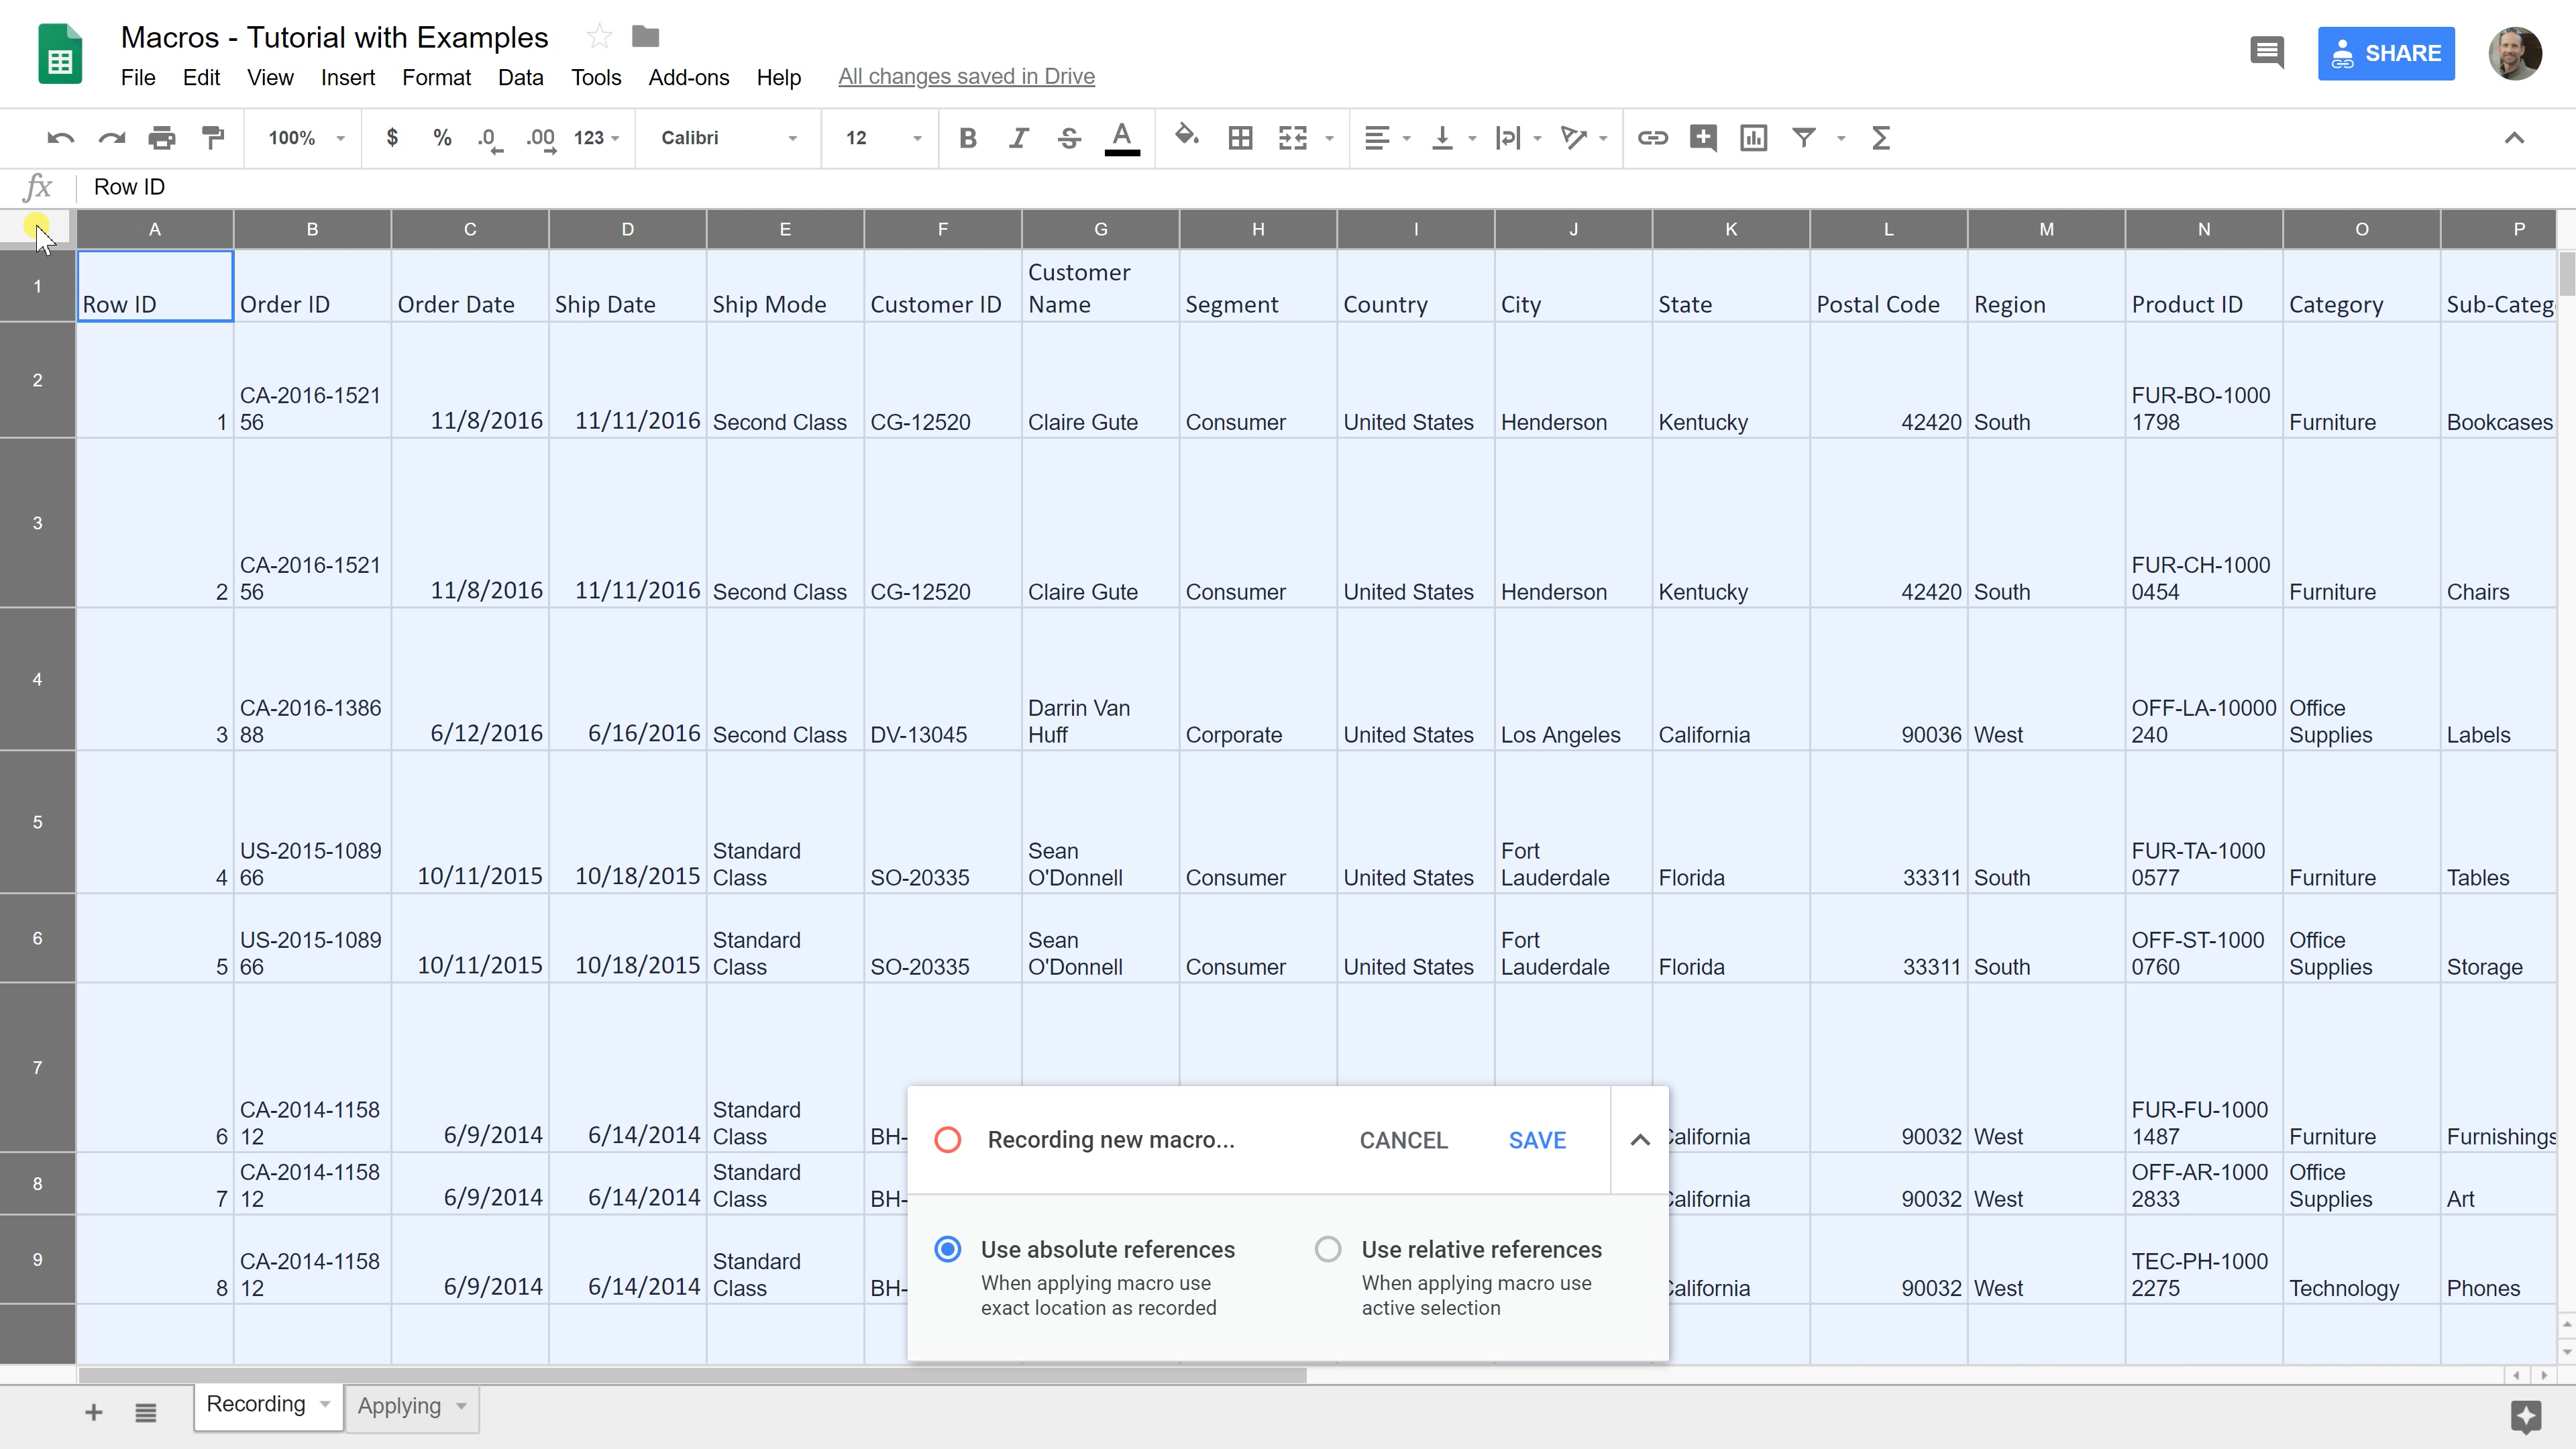 Macros - Tutorial with Examples
File Edit View Insert Format Data Tools Add-ons Help All changes saved in Drive
SHARE
100% $ % .0 .00 123 Calibri 12 B I S A
fx Row ID
A B C D E F G H I J K L M N O P
1 Row ID Order ID Order Date Ship Date Ship Mode Customer ID Customer Name Segment Country City State Postal Code Region Product ID Category Sub-Categ
2 1 CA-2016-152156 11/8/2016 11/11/2016 Second Class CG-12520 Claire Gute Consumer United States Henderson Kentucky 42420 South FUR-BO-10001798 Furniture Bookcases
3 2 CA-2016-152156 11/8/2016 11/11/2016 Second Class CG-12520 Claire Gute Consumer United States Henderson Kentucky 42420 South FUR-CH-10000454 Furniture Chairs
4 3 CA-2016-138688 6/12/2016 6/16/2016 Second Class DV-13045 Darrin Van Huff Corporate United States Los Angeles California 90036 West OFF-LA-10000240 Office Supplies Labels
5 4 US-2015-108966 10/11/2015 10/18/2015 Standard Class SO-20335 Sean O'Donnell Consumer United States Fort Lauderdale Florida 33311 South FUR-TA-10000577 Furniture Tables
6 5 US-2015-108966 10/11/2015 10/18/2015 Standard Class SO-20335 Sean O'Donnell Consumer United States Fort Lauderdale Florida 33311 South OFF-ST-10000760 Office Supplies Storage
7 6 CA-2014-115812 6/9/2014 6/14/2014 Standard Class BH- California 90032 West FUR-FU-10001487 Furniture Furnishings
8 7 CA-2014-115812 6/9/2014 6/14/2014 Standard Class BH- California 90032 West OFF-AR-10002833 Office Supplies Art
9 8 CA-2014-115812 6/9/2014 6/14/2014 Standard Class BH- California 90032 West TEC-PH-10002275 Technology Phones
Recording new macro... CANCEL SAVE
Use absolute references
When applying macro use
exact location as recorded
Use relative references
When applying macro use
active selection
Recording Applying